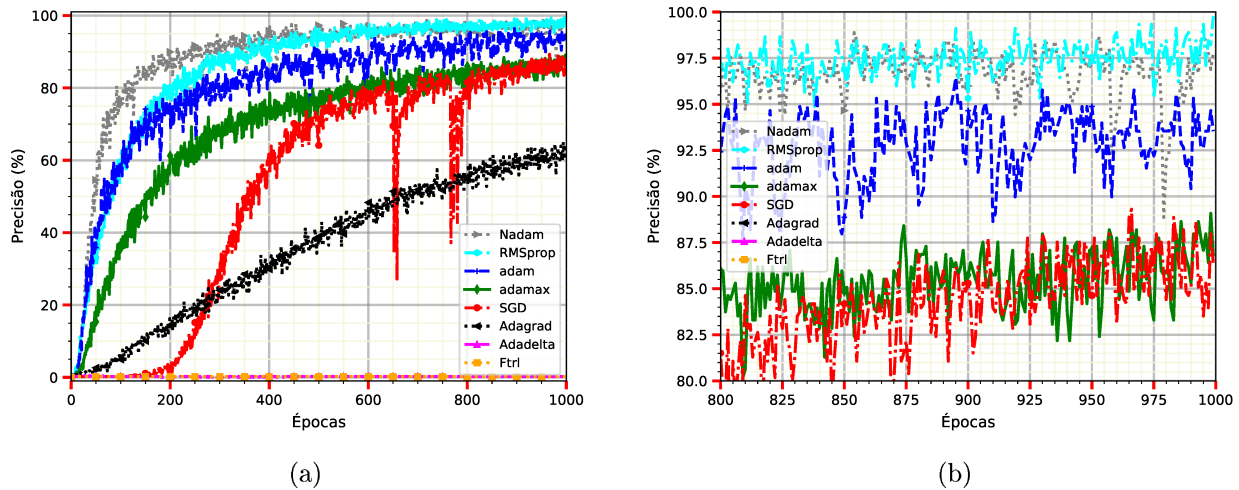 100
80
60
40
20
0
Precisão (%)
0 200 400 600 800 1000
Épocas
Nadam
RMSprop
adam
adamax
SGD
Adagrad
Adadelta
Ftrl
(a)
100.0
97.5
95.0
92.5
90.0
87.5
85.0
82.5
80.0
Precisão (%)
800 825 850 875 900 925 950 975 1000
Épocas
Nadam
RMSprop
adam
adamax
SGD
Adagrad
Adadelta
Ftrl
(b)